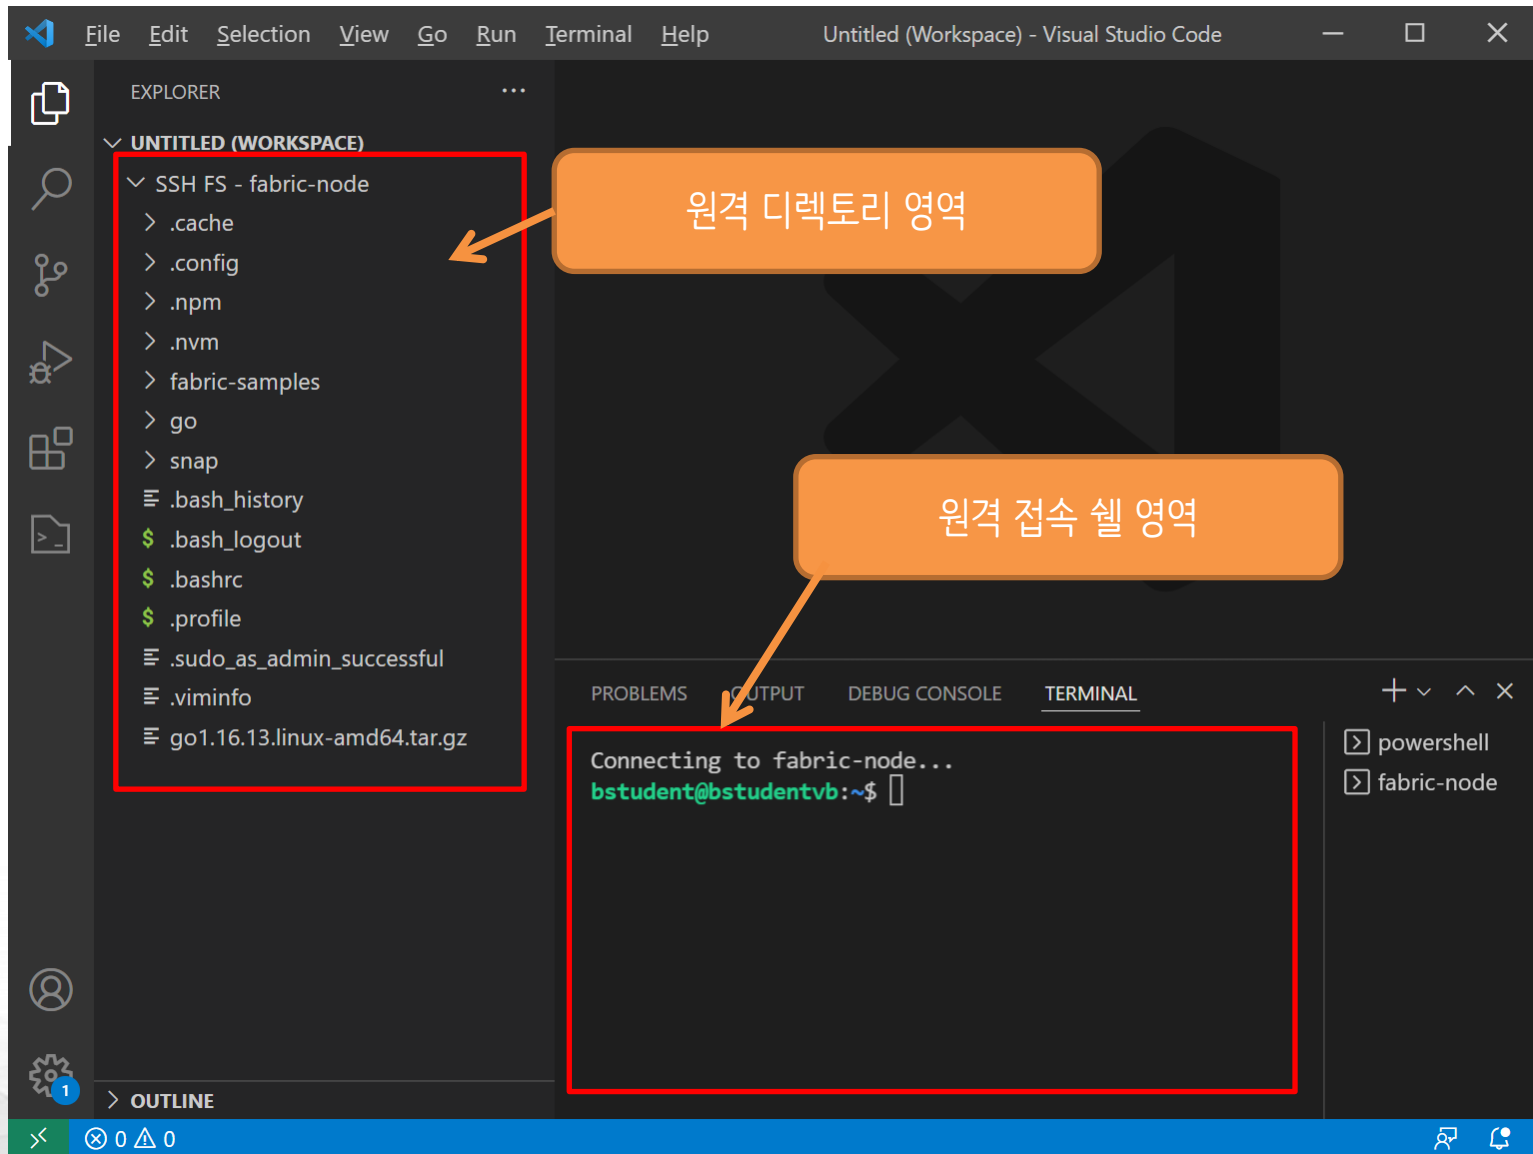 File Edit Selection View Go Run Terminal Help Untitled (Workspace) - Visual Studio Code
EXPLORER
UNTITLED (WORKSPACE)
SSH FS - fabric-node
.cache
.config
.npm
.nvm
fabric-samples
go
snap
.bash_history
.bash_logout
.bashrc
.profile
.sudo_as_admin_successful
.viminfo
go1.16.13.linux-amd64.tar.gz
원격 디렉토리 영역
원격 접속 쉘 영역
PROBLEMS OUTPUT DEBUG CONSOLE TERMINAL
Connecting to fabric-node...
bstudent@bstudentvb:~$
powershell
fabric-node
1
OUTLINE
0 0